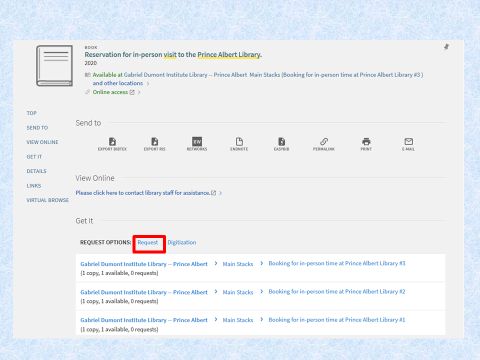 BOOK
Reservation for in-person visit to the Prince Albert Library.
2020
Available at Gabriel Dumont Institute Library -- Prince Albert Main Stacks (Booking for in-person time at Prince Albert Library #3 )
and other locations
Online access
TOP
SEND TO
VIEW ONLINE
GET IT
DETAILS
LINKS
VIRTUAL BROWSE
Send to
EXPORT BIBTEX
EXPORT RIS
RW
REFWORKS
ENDNOTE
EASYBIB
PERMALINK
PRINT
E-MAIL
View Online
Please click here to contact library staff for assistance.
Get It
REQUEST OPTIONS: Request Digitization
Gabriel Dumont Institute Library -- Prince Albert > Main Stacks > Booking for in-person time at Prince Albert Library #3
(1 copy, 1 available, 0 requests)
Gabriel Dumont Institute Library -- Prince Albert > Main Stacks > Booking for in-person time at Prince Albert Library #2
(1 copy, 1 available, 0 requests)
Gabriel Dumont Institute Library -- Prince Albert > Main Stacks > Booking for in-person time at Prince Albert Library #1
(1 copy, 1 available, 0 requests)